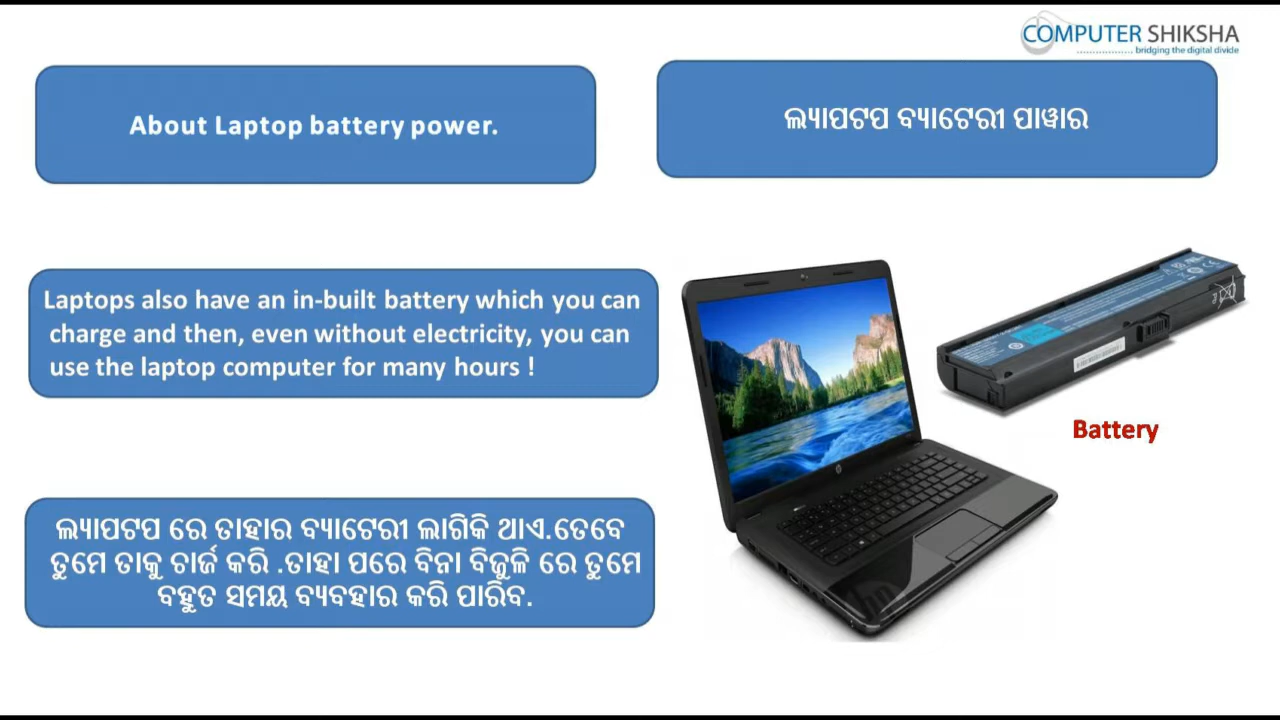 COMPUTER SHIKSHA
bridging the digital divide
About Laptop battery power.
ଲ୍ୟାପଟପ ବ୍ୟାଟେରୀ ପାୱାର
Laptops also have an in-built battery which you can
charge and then, even without electricity, you can
use the laptop computer for many hours !
Battery
ଲ୍ୟାପଟପ ରେ ତାହାର ବ୍ୟାଟେରୀ ଲାଗିକି ଥାଏ.ତେବେ
ତୁମେ ତାକୁ ଚାର୍ଜ କରି .ତାହା ପରେ ବିନା ବିଜୁଳି ରେ ତୁମେ
ବହୁତ ସମୟ ବ୍ୟବହାର କରି ପାରିବ.